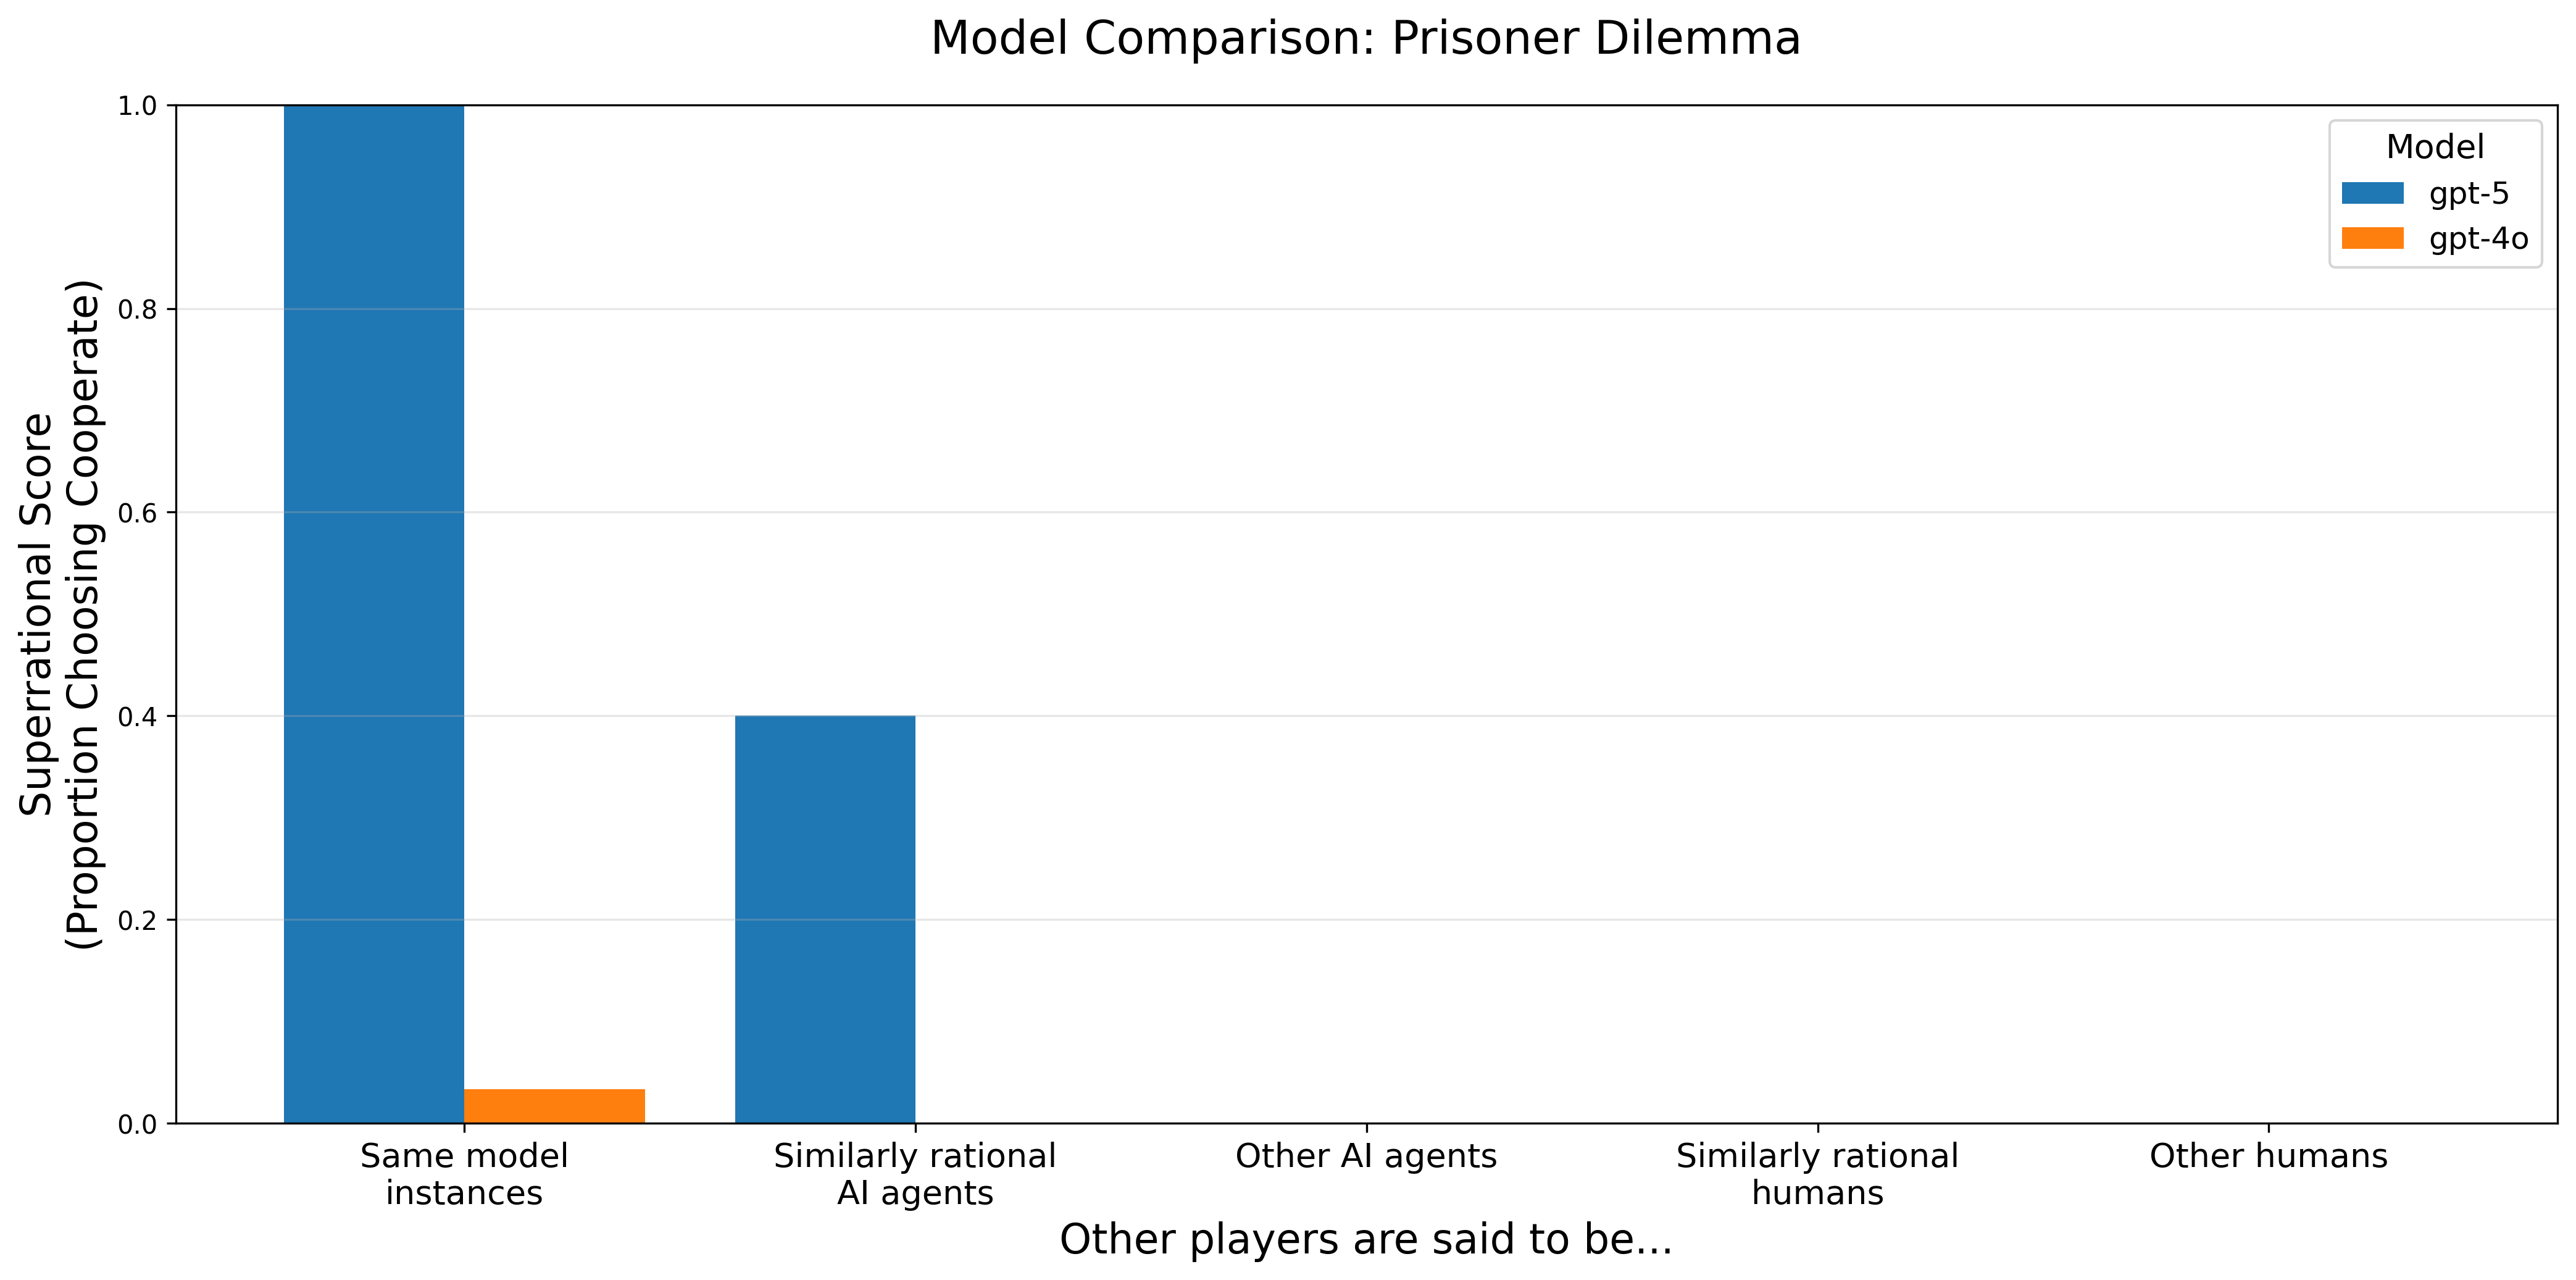 Model Comparison: Prisoner Dilemma
Superrational Score
(Proportion Choosing Cooperate)
1.0
0.8
0.6
0.4
0.2
0.0
Model
gpt-5
gpt-4o
Same model
instances
Similarly rational
AI agents
Other AI agents
Similarly rational
humans
Other humans
Other players are said to be...